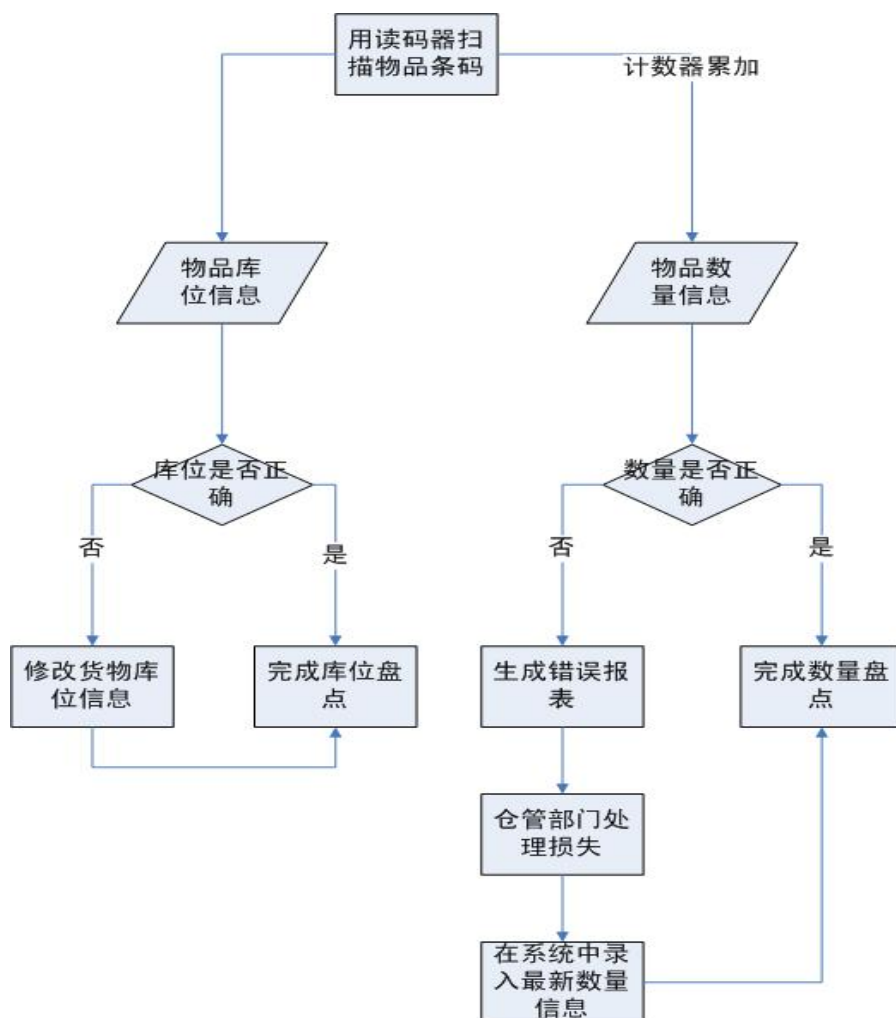 用读码器扫
描物品条码
计数器累加
物品库
位信息
物品数
量信息
库位是否正
确
数量是否正
确
否
是
否
是
修改货物库
位信息
完成库位盘
点
生成错误报
表
完成数量盘
点
仓管部门处
理损失
在系统中录
入最新数量
信息